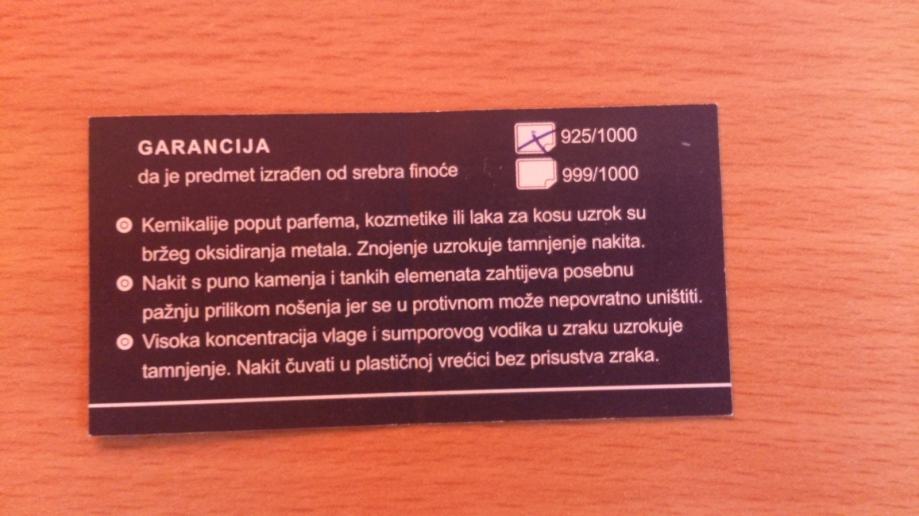 GARANCIJA
da je predmet izrađen od srebra finoće
925/1000
999/1000
Kemikalije poput parfema, kozmetike ili laka za kosu uzrok su
bržeg oksidiranja metala. Znojenje uzrokuje tamnjenje nakita.
Nakit s puno kamenja i tankih elemenata zahtijeva posebnu
pažnju prilikom nošenja jer se u protivnom može nepovratno uništiti.
Visoka koncentracija vlage i sumporovog vodika u zraku uzrokuje
tamnjenje. Nakit čuvati u plastičnoj vrećici bez prisustva zraka.